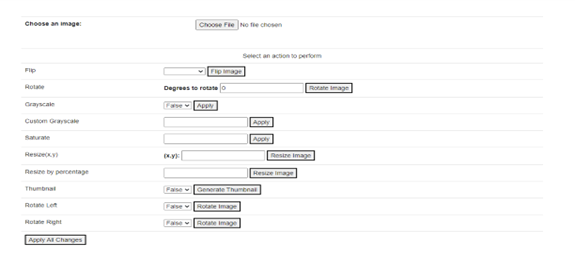 Choose an image: Choose File No file chosen
Select an action to perform
Flip Flip Image
Rotate Degrees to rotate 0 Rotate Image
Grayscale False Apply
Custom Grayscale Apply
Saturate Apply
Resize(x,y) (x,y): Resize Image
Resize by percentage Resize Image
Thumbnail False Generate Thumbnail
Rotate Left False Rotate Image
Rotate Right False Rotate Image
Apply All Changes